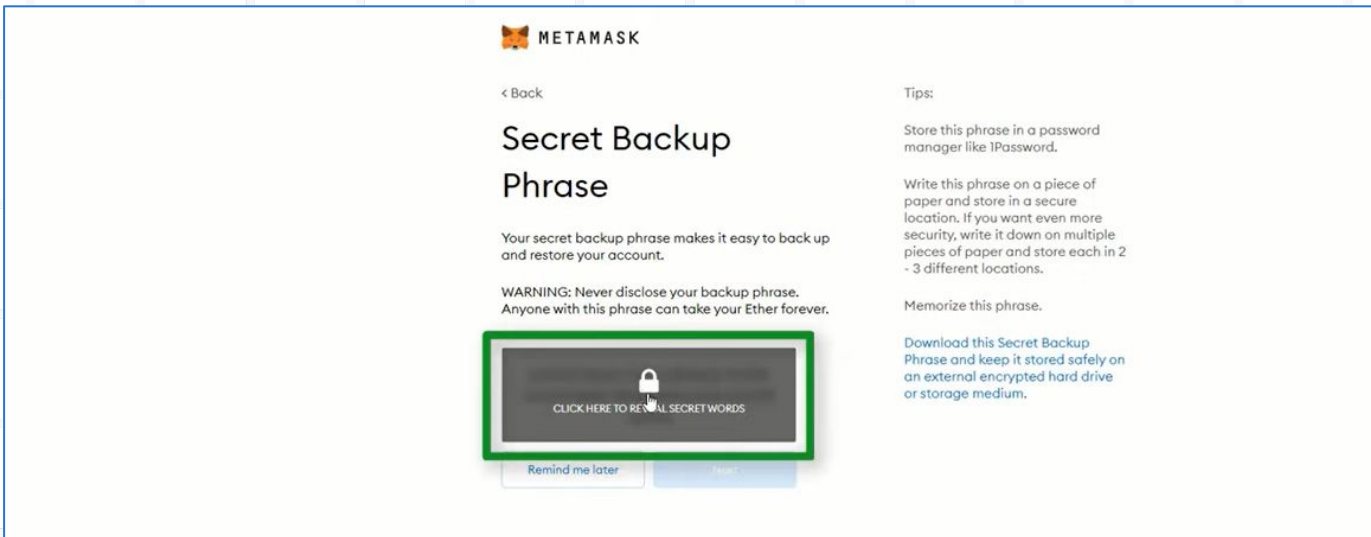 METAMASK
< Back
Secret Backup
Phrase
Your secret backup phrase makes it easy to back up
and restore your account.
WARNING: Never disclose your backup phrase.
Anyone with this phrase can take your Ether forever.
CLICK HERE TO REVEAL SECRET WORDS
Remind me later
Next
Tips:
Store this phrase in a password
manager like 1Password.
Write this phrase on a piece of
paper and store in a secure
location. If you want even more
security, write it down on multiple
pieces of paper and store each in 2
- 3 different locations.
Memorize this phrase.
Download this Secret Backup
Phrase and keep it stored safely on
an external encrypted hard drive
or storage medium.